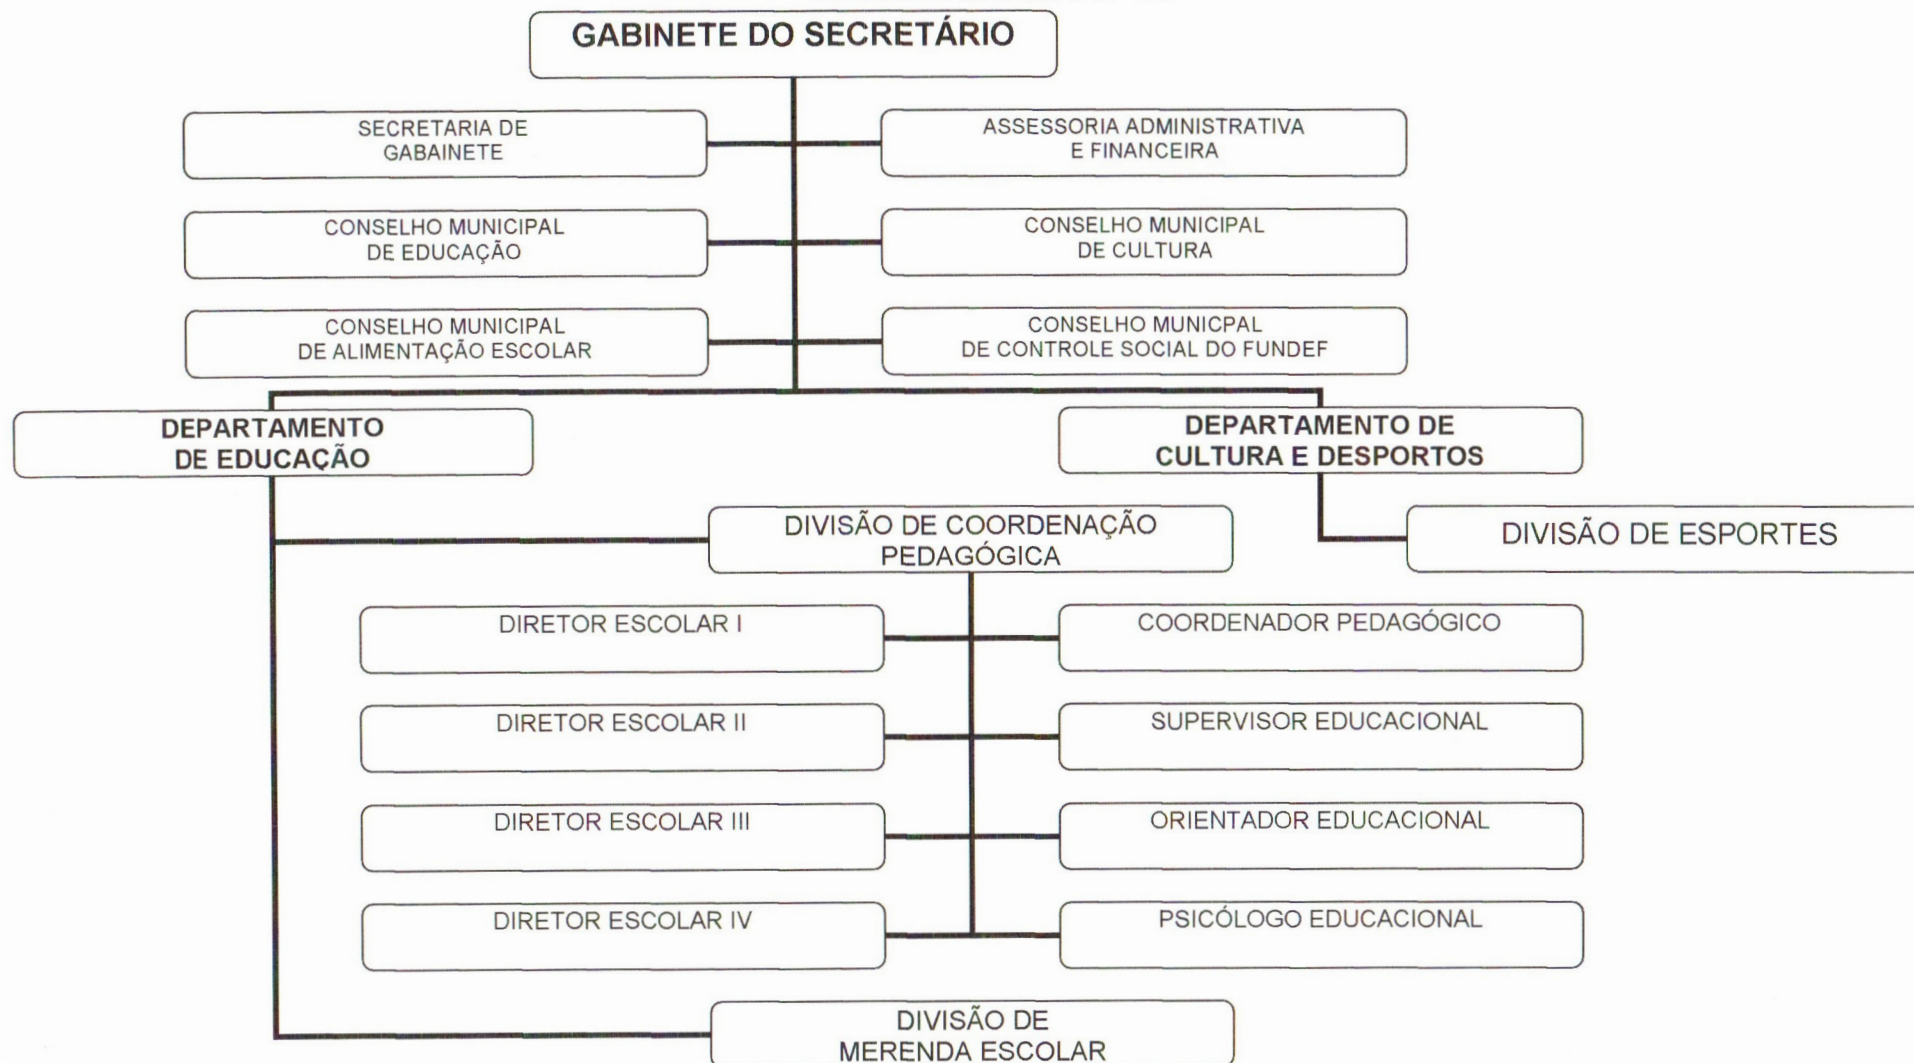 GABINETE DO SECRETÁRIO
SECRETARIA DE
GABAINETE
ASSESSORIA ADMINISTRATIVA
E FINANCEIRA
CONSELHO MUNICIPAL
DE EDUCAÇÃO
CONSELHO MUNICIPAL
DE CULTURA
CONSELHO MUNICIPAL
DE ALIMENTAÇÃO ESCOLAR
CONSELHO MUNICPAL
DE CONTROLE SOCIAL DO FUNDEF
DEPARTAMENTO
DE EDUCAÇÃO
DEPARTAMENTO DE
CULTURA E DESPORTOS
DIVISÃO DE COORDENAÇÃO
PEDAGÓGICA
DIVISÃO DE ESPORTES
DIRETOR ESCOLAR I
COORDENADOR PEDAGÓGICO
DIRETOR ESCOLAR II
SUPERVISOR EDUCACIONAL
DIRETOR ESCOLAR III
ORIENTADOR EDUCACIONAL
DIRETOR ESCOLAR IV
PSICÓLOGO EDUCACIONAL
DIVISÃO DE
MERENDA ESCOLAR